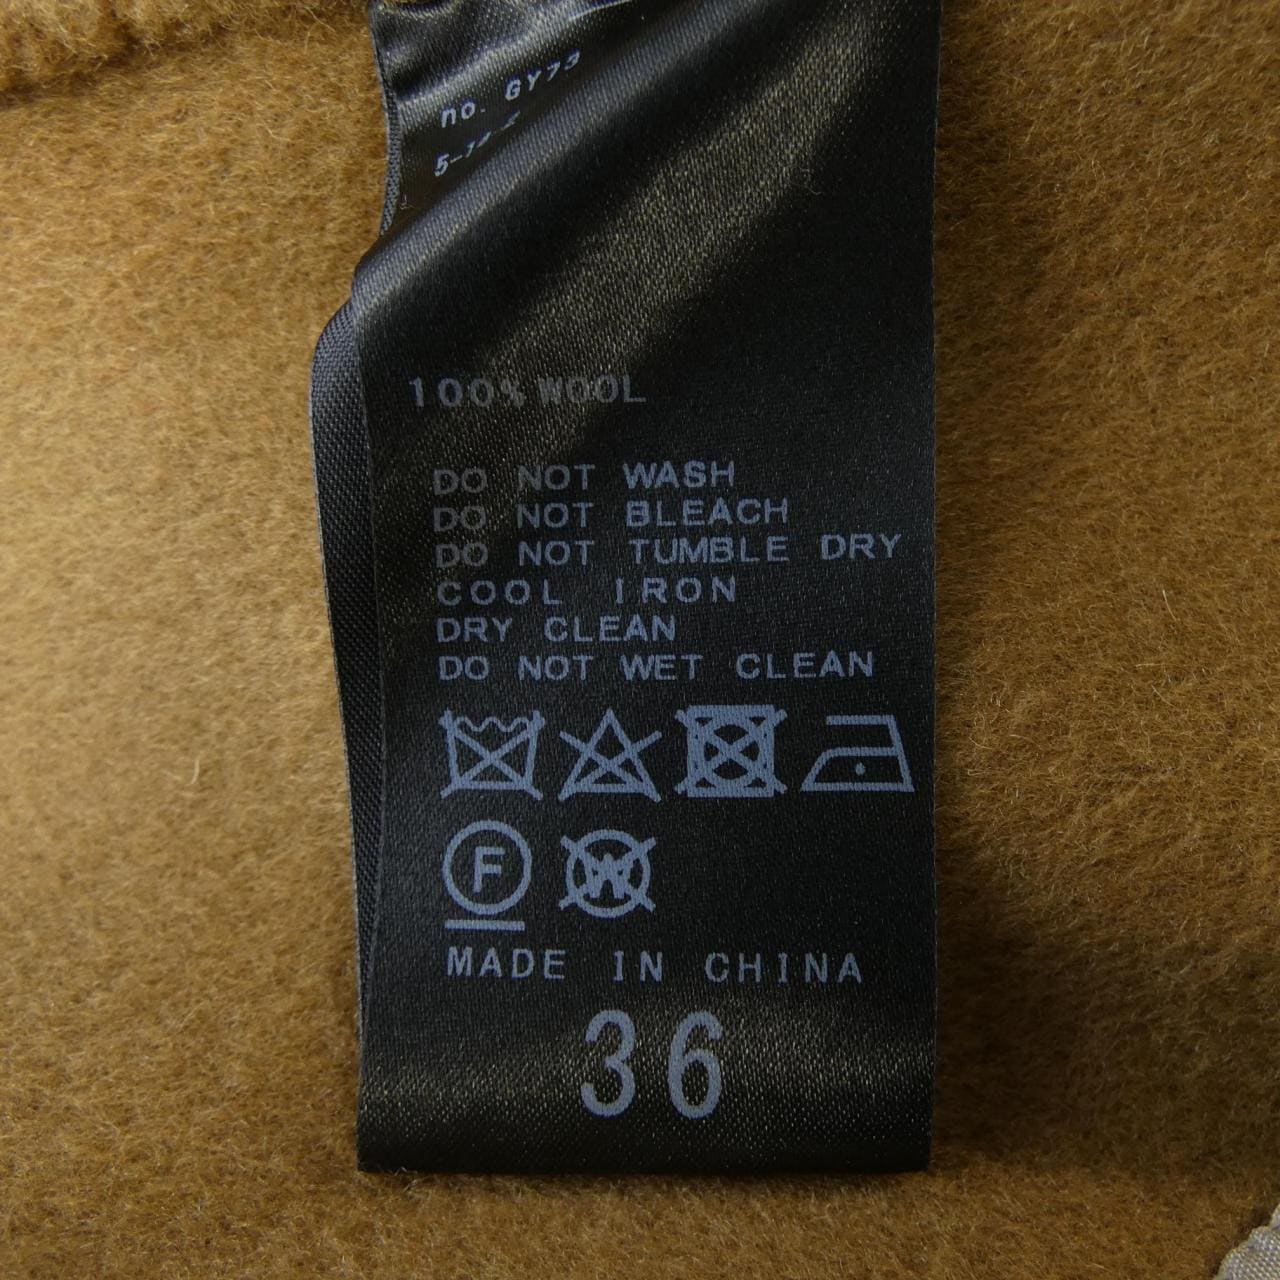 no. GY73
100% WOOL
DO NOT WASH
DO NOT BLEACH
DO NOT TUMBLE DRY
COOL IRON
DRY CLEAN
DO NOT WET CLEAN
F W
MADE IN CHINA
36